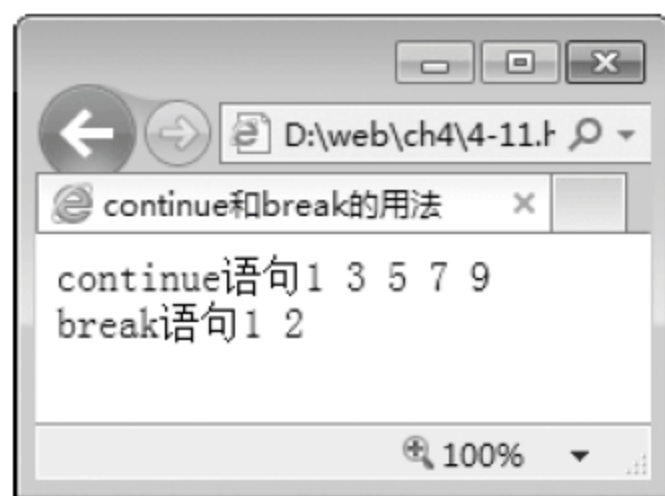 D:\web\ch4\4-11.h
continue和break的用法
continue语句1 3 5 7 9
break语句1 2
100%